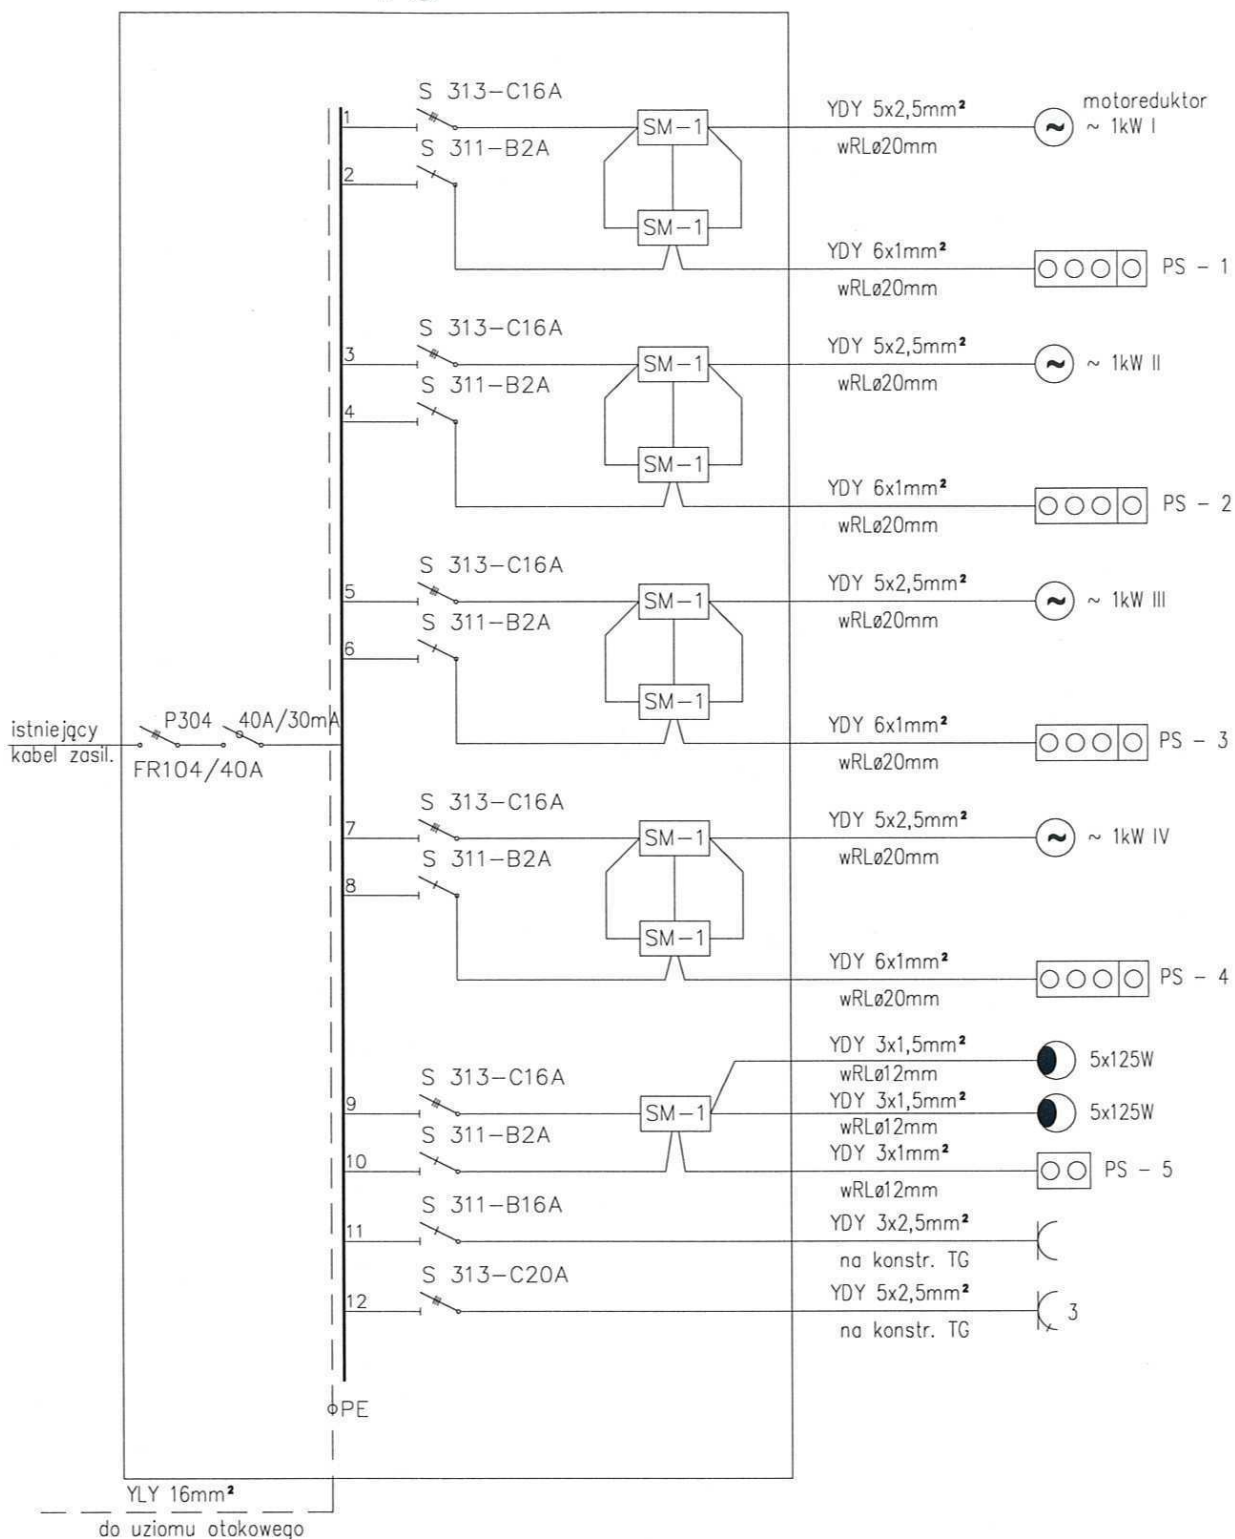 S 313-C16A
1
S 311-B2A
2
SM-1
SM-1
YDY 5x2,5mm²
wRLø20mm
motoreduktor
~ 1kW I
YDY 6x1mm²
wRLø20mm
PS - 1
S 313-C16A
3
S 311-B2A
4
SM-1
SM-1
YDY 5x2,5mm²
wRLø20mm
~ 1kW II
YDY 6x1mm²
wRLø20mm
PS - 2
S 313-C16A
5
S 311-B2A
6
SM-1
SM-1
YDY 5x2,5mm²
wRLø20mm
~ 1kW III
YDY 6x1mm²
wRLø20mm
PS - 3
istniejący
kabel zasil.
P304 40A/30mA
FR104/40A
S 313-C16A
7
S 311-B2A
8
SM-1
SM-1
YDY 5x2,5mm²
wRLø20mm
~ 1kW IV
YDY 6x1mm²
wRLø20mm
PS - 4
S 313-C16A
9
S 311-B2A
10
SM-1
YDY 3x1,5mm²
wRLø12mm
5x125W
YDY 3x1,5mm²
wRLø12mm
5x125W
YDY 3x1mm²
wRLø12mm
PS - 5
S 311-B16A
11
YDY 3x2,5mm²
na konstr. TG
S 313-C20A
12
YDY 5x2,5mm²
na konstr. TG
3
PE
YLY 16mm²
do uziomu otokowego